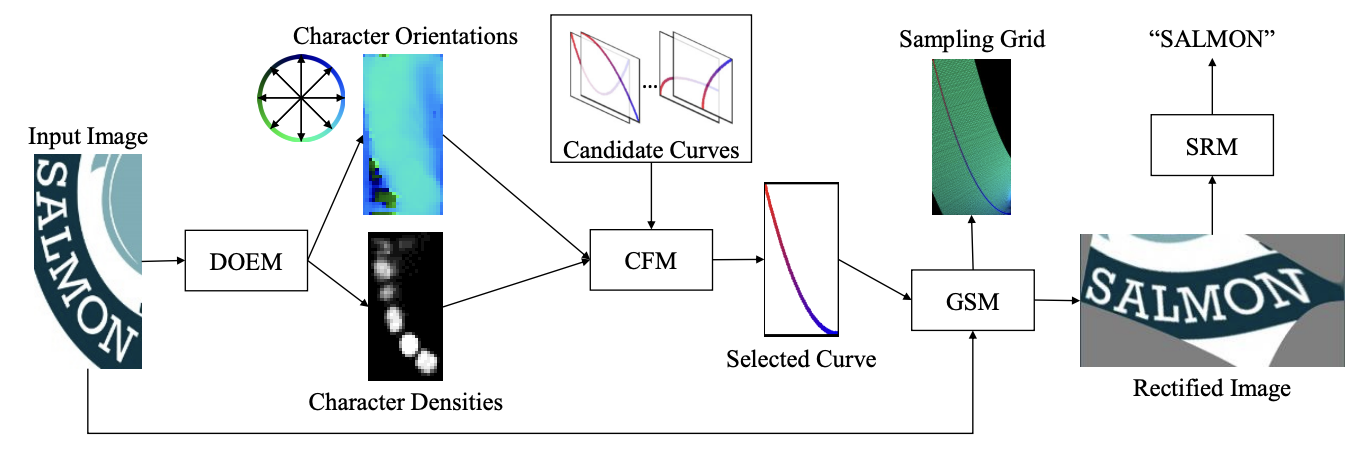 Input Image
SALMON
DOEM
Character Orientations
Character Densities
Candidate Curves
...
CFM
Selected Curve
Sampling Grid
GSM
“SALMON”
SRM
SALMON
Rectified Image